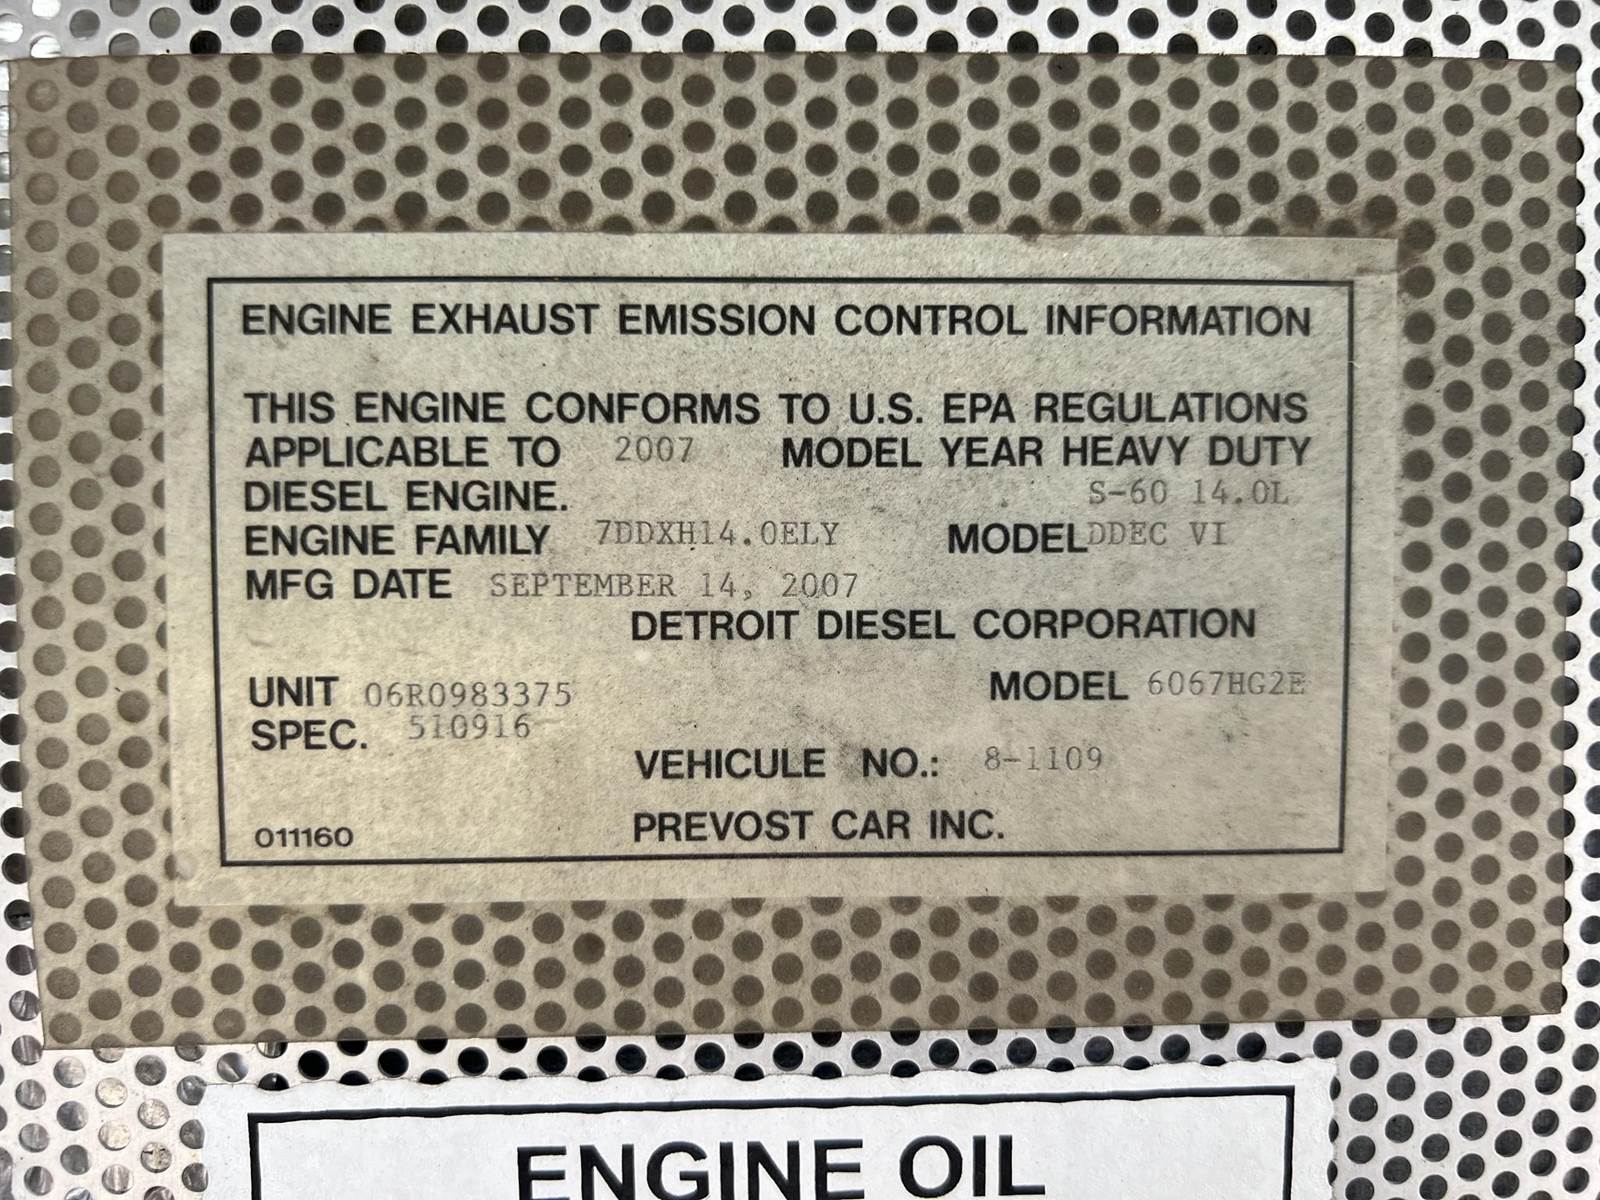 ENGINE EXHAUST EMISSION CONTROL INFORMATION
THIS ENGINE CONFORMS TO U.S. EPA REGULATIONS
APPLICABLE TO 2007 MODEL YEAR HEAVY DUTY
DIESEL ENGINE. S-60 14.0L
ENGINE FAMILY 7DDXH14.0ELY MODEL DDEC VI
MFG DATE SEPTEMBER 14, 2007
DETROIT DIESEL CORPORATION
UNIT 06R0983375 MODEL 6067HG2E
SPEC. 510916
VEHICULE NO.: 8-1109
011160 PREVOST CAR INC.
ENGINE OIL